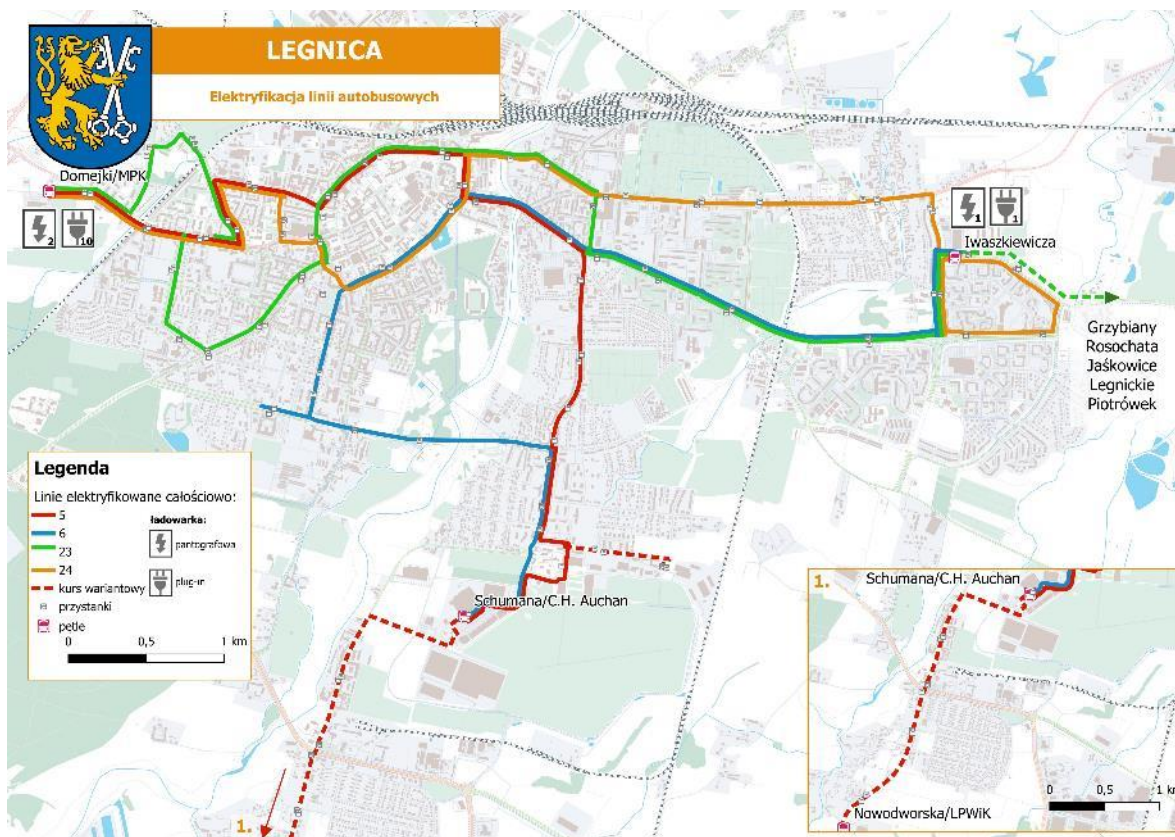 LEGNICA
Elektryfikacja linii autobusowych
Domejki/MPK
2
10
1
1
Iwaszkiewicza
Grzybiany
Rosochata
Jaśkowice
Legnickie
Piotrówek
Legenda
Linie elektryfikowane całościowo:
5
6
23
24
kurs wariantowy
przystanki
pętle
ładowarka:
pantografowa
plug-in
0 0,5 1 km
Schumana/C.H. Auchan
1.
1.
Schumana/C.H. Auchan
0 0,5 1 km
Nowodworska/LPWiK